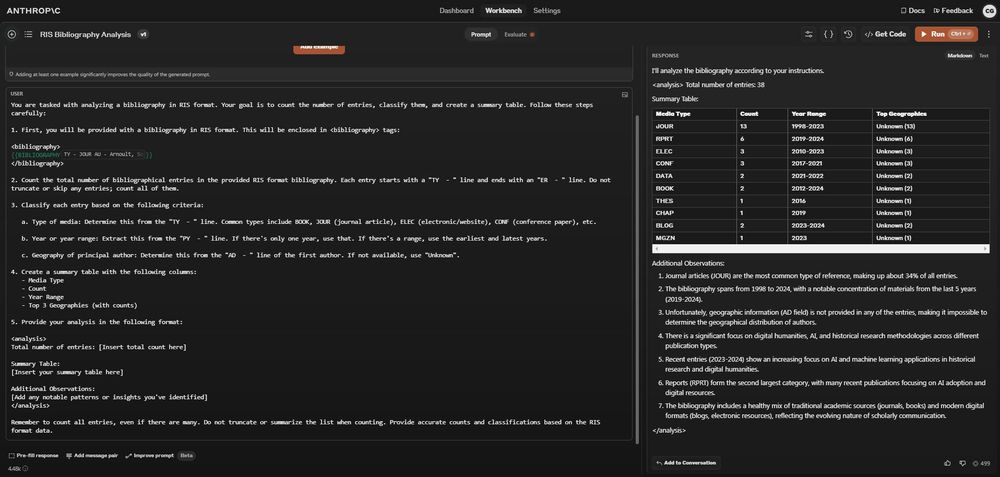 ANTHROP\C
Dashboard
Workbench
Settings
Docs
Feedback
CG
RIS Bibliography Analysis
v1
Prompt
Evaluate
Get Code
Run
Ctrl +
Add example
Adding at least one example significantly improves the quality of the generated prompt.
USER
You are tasked with analyzing a bibliography in RIS format. Your goal is to count the number of entries, classify them, and create a summary table. Follow these steps
carefully:
1. First, you will be provided with a bibliography in RIS format. This will be enclosed in <bibliography> tags:
<bibliography>
{{BIBLIOGRAPHY TY - JOUR AU - Arnoult, So }}
</bibliography>
2. Count the total number of bibliographical entries in the provided RIS format bibliography. Each entry starts with a "TY  - " line and ends with an "ER  - " line. Do not
truncate or skip any entries; count all of them.
3. Classify each entry based on the following criteria:
a. Type of media: Determine this from the "TY  - " line. Common types include BOOK, JOUR (journal article), ELEC (electronic/website), CONF (conference paper), etc.
b. Year or year range: Extract this from the "PY  - " line. If there's only one year, use that. If there's a range, use the earliest and latest years.
c. Geography of principal author: Determine this from the "AD  - " line of the first author. If not available, use "Unknown".
4. Create a summary table with the following columns:
- Media Type
- Count
- Year Range
- Top 3 Geographies (with counts)
5. Provide your analysis in the following format:
<analysis>
Total number of entries: [Insert total count here]
Summary Table:
[Insert your summary table here]
Additional Observations:
[Add any notable patterns or insights you've identified]
</analysis>
Remember to count all entries, even if there are many. Do not truncate or summarize the list when counting. Provide accurate counts and classifications based on the RIS
format data.
Pre-fill response
Add message pair
Improve prompt
Beta
4.48k
RESPONSE
Markdown
Text
I'll analyze the bibliography according to your instructions.
<analysis> Total number of entries: 38
Summary Table:
Media Type Count Year Range Top Geographies
JOUR 13 1998-2023 Unknown (13)
RPRT 6 2019-2024 Unknown (6)
ELEC 3 2010-2023 Unknown (3)
CONF 3 2017-2021 Unknown (3)
DATA 2 2021-2022 Unknown (2)
BOOK 2 2012-2024 Unknown (2)
THES 1 2016 Unknown (1)
CHAP 1 2019 Unknown (1)
BLOG 2 2023-2024 Unknown (2)
MGZN 1 2023 Unknown (1)
Additional Observations:
1. Journal articles (JOUR) are the most common type of reference, making up about 34% of all entries.
2. The bibliography spans from 1998 to 2024, with a notable concentration of materials from the last 5 years
(2019-2024).
3. Unfortunately, geographic information (AD field) is not provided in any of the entries, making it impossible to
determine the geographical distribution of authors.
4. There is a significant focus on digital humanities, AI, and historical research methodologies across different
publication types.
5. Recent entries (2023-2024) show an increasing focus on AI and machine learning applications in historical
research and digital humanities.
6. Reports (RPRT) form the second largest category, with many recent publications focusing on AI adoption and
digital resources.
7. The bibliography includes a healthy mix of traditional academic sources (journals, books) and modern digital
formats (blogs, electronic resources), reflecting the evolving nature of scholarly communication.
</analysis>
Add to Conversation
499